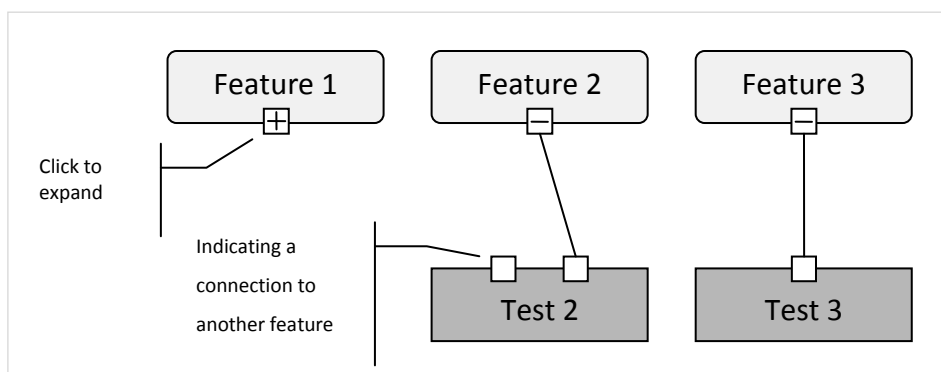 Feature 1
Feature 2
Feature 3
Click to
expand
Indicating a
connection to
another feature
Test 2
Test 3